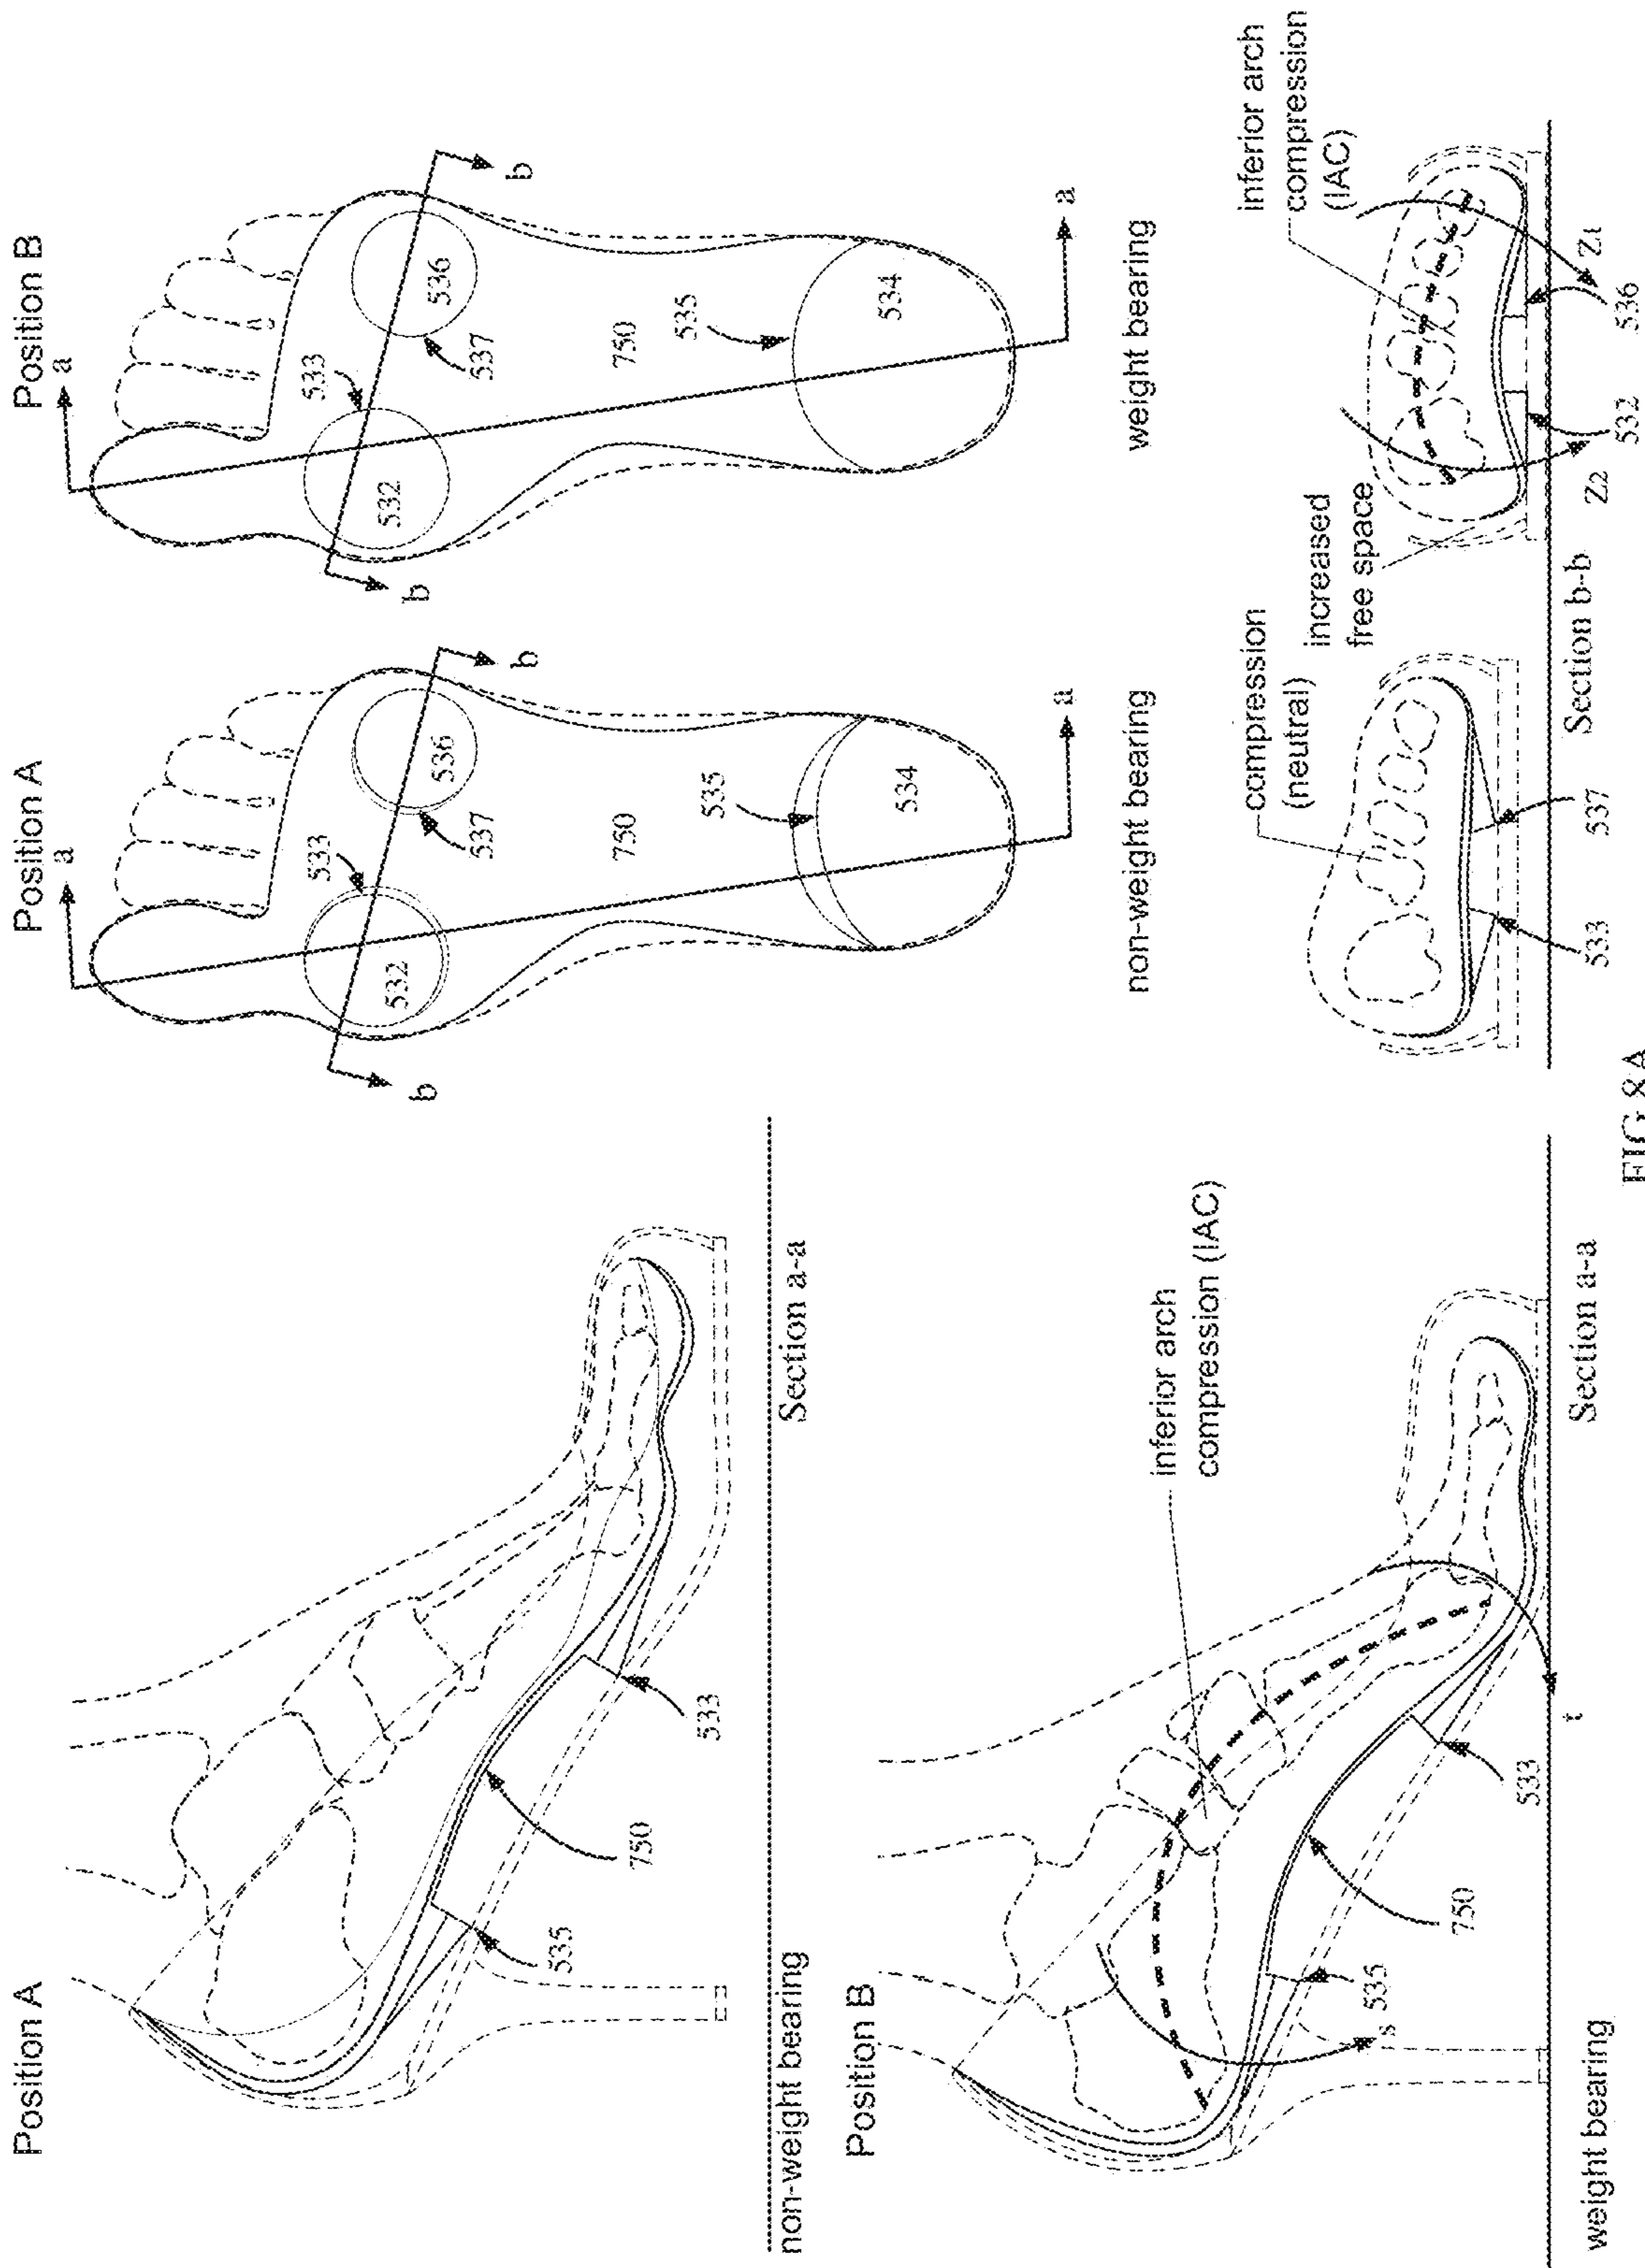 Position A
535
750
533
non-weight bearing
Section a-a
Position B
inferior arch
compression (IAC)
s
535
750
533
t
weight bearing
Section a-a
Position A
a
533
532
b
536
537
b
750
535
534
a
non-weight bearing
Position B
a
533
532
b
536
537
b
750
535
534
a
weight bearing
compression
(neutral)
533
537
increased
free space
inferior arch
compression
(IAC)
Z2
Z1
532
536
Section b-b
FIG 8A